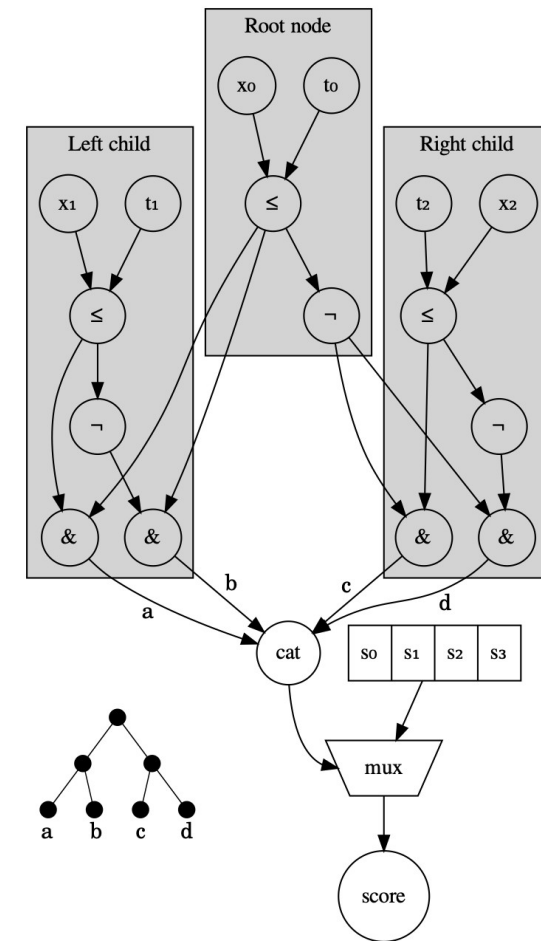 Root node
x₀ t₀
Left child
Right child
≤
x₁ t₁
t₂ x₂
≤
¬
≤
¬
¬
& &
& &
a
b
c
d
cat
s₀ s₁ s₂ s₃
mux
a b c d
score